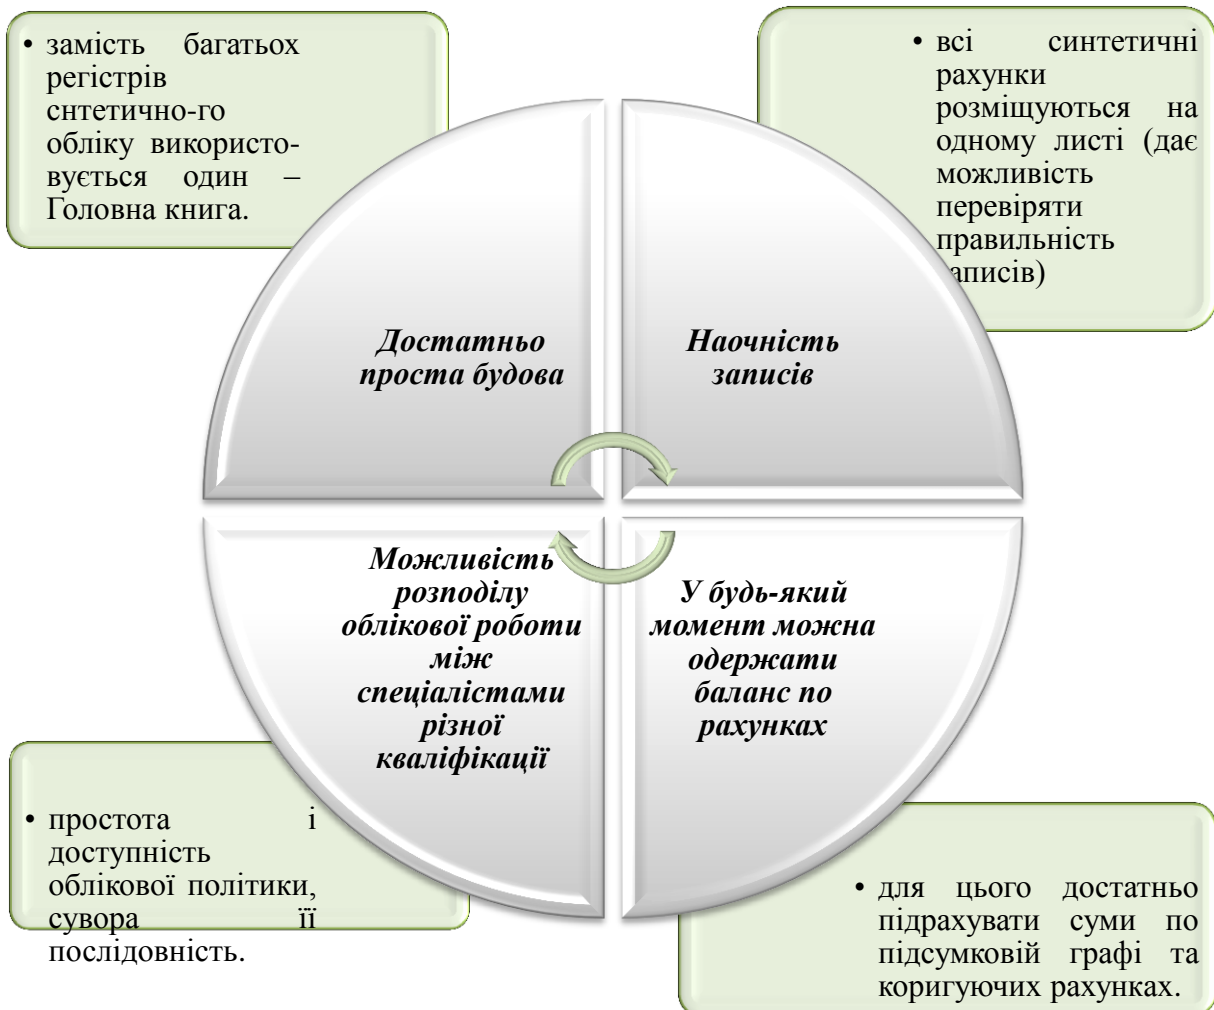 • замість багатьох
регістрів
снтетично-го
обліку використо-
вується один –
Головна книга.
• всі синтетичні
рахунки
розміщуються на
одному листі (дає
можливість
перевіряти
правильність
аписів)
Достатньо
проста будова
Наочність
записів
Можливість
розподілу
облікової роботи
між
спеціалістами
різної
кваліфікації
У будь-який
момент можна
одержати
баланс по
рахунках
• простота і
доступність
облікової політики,
сувора її
послідовність.
• для цього достатньо
підрахувати суми по
підсумковій графі та
коригуючих рахунках.